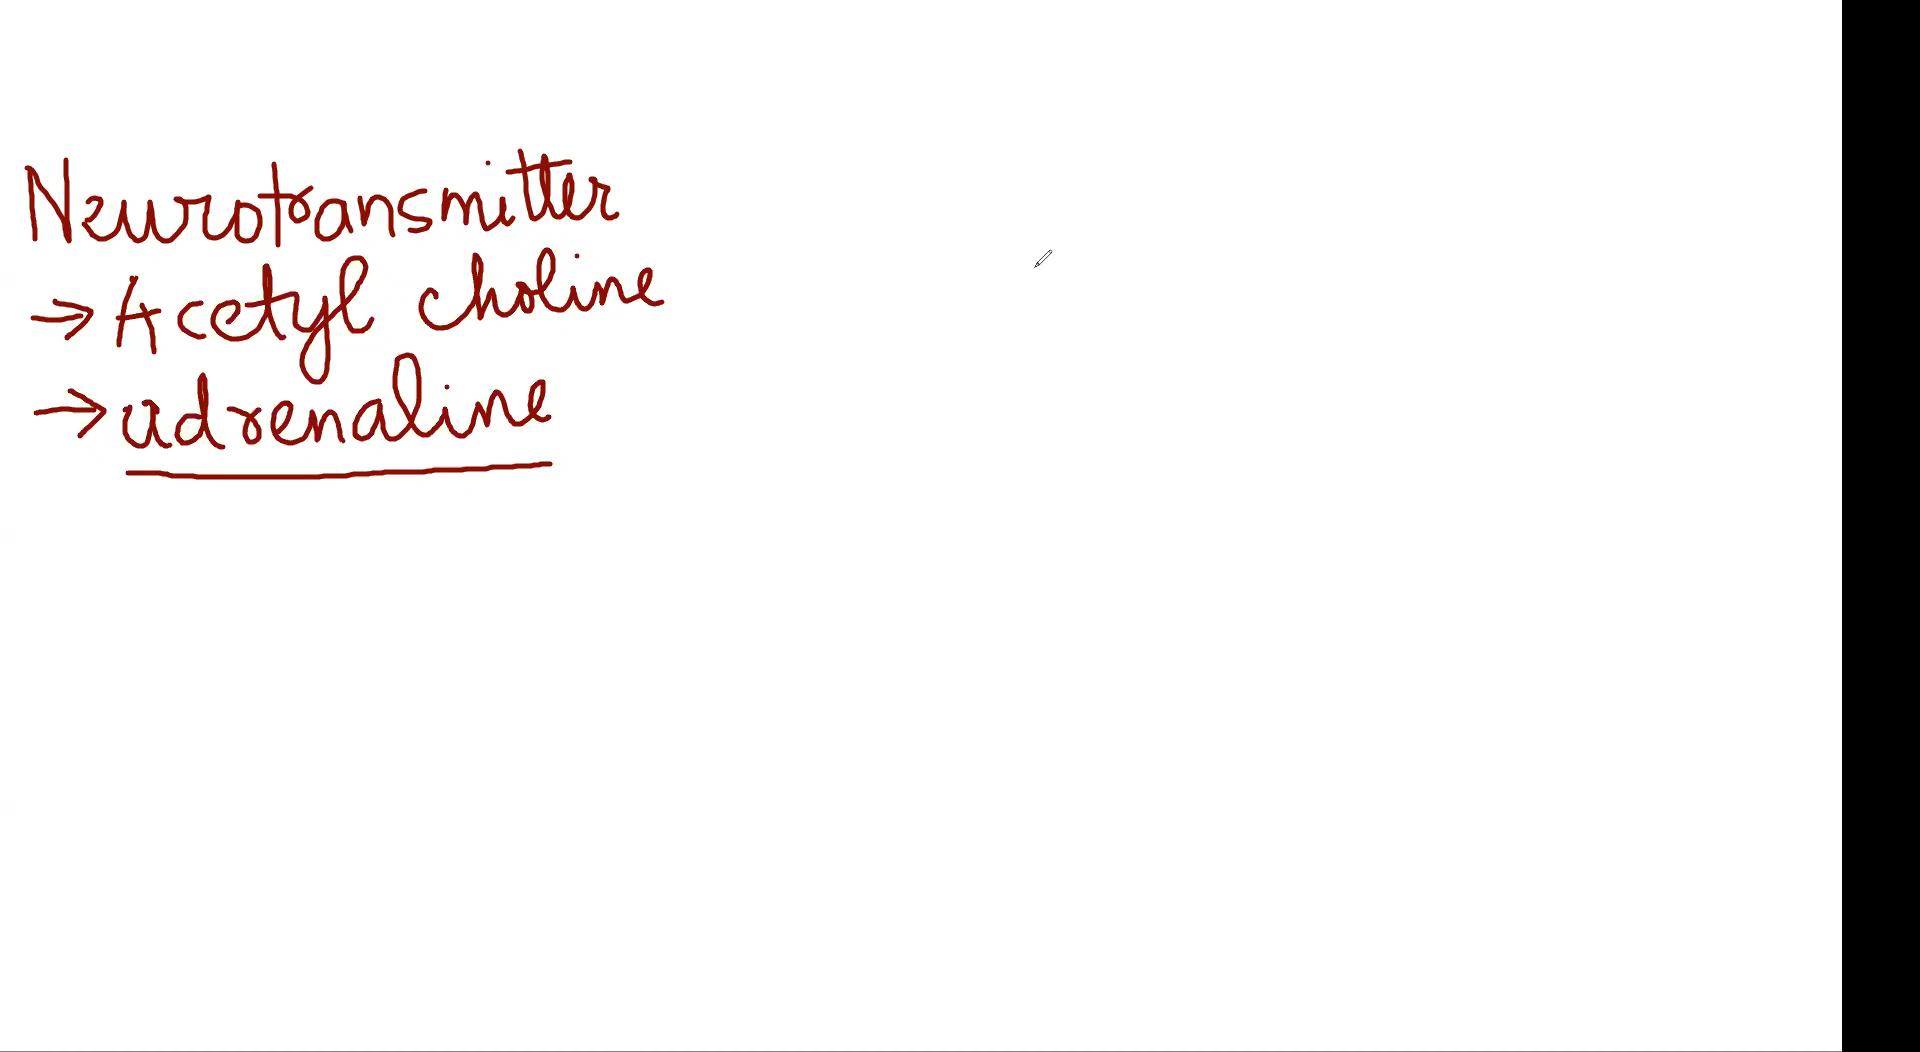 Neurotransmitter
→ Acetyl choline
→ adrenaline